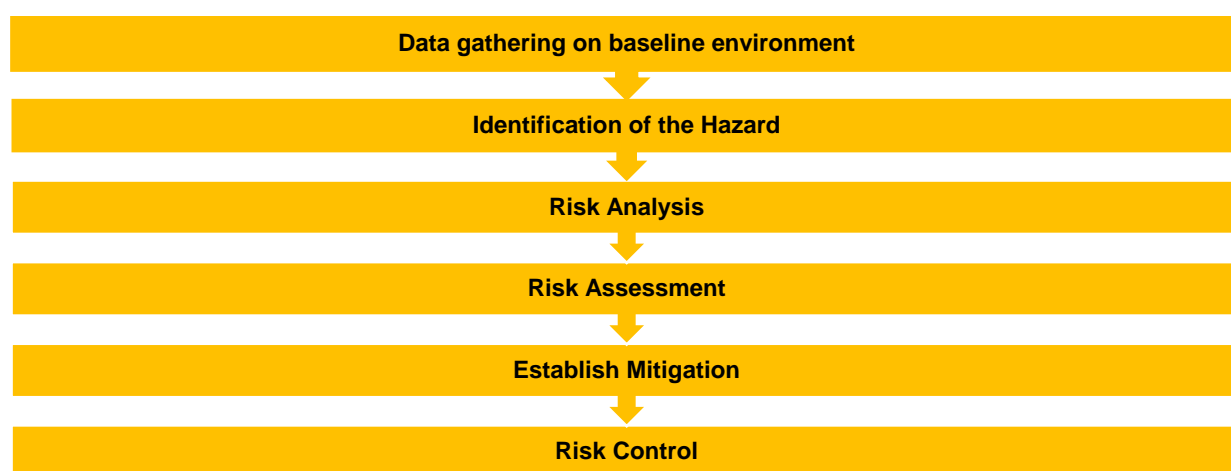 Data gathering on baseline environment
Identification of the Hazard
Risk Analysis
Risk Assessment
Establish Mitigation
Risk Control